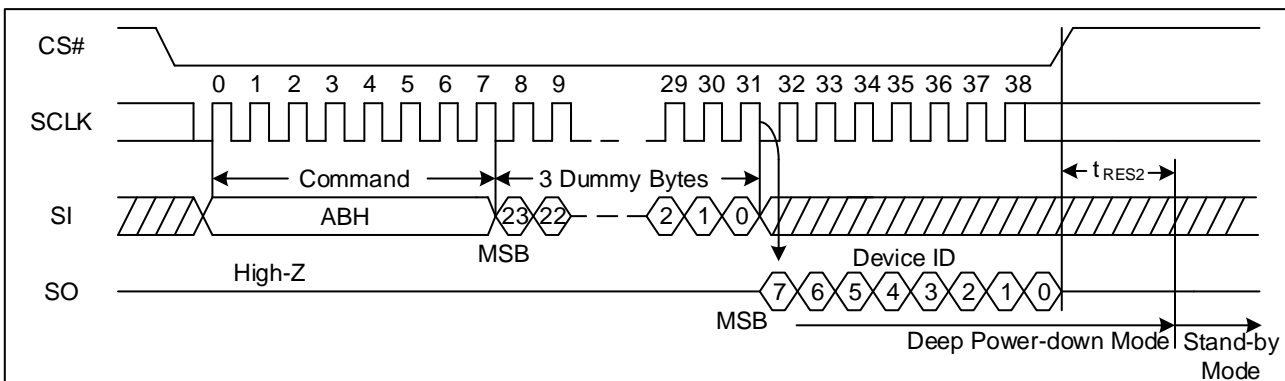 CS#
0 1 2 3 4 5 6 7 8 9 29 30 31 32 33 34 35 36 37 38
SCLK
Command 3 Dummy Bytes tRES2
SI ABH 23 22 2 1 0
MSB
High-Z Device ID
SO 7 6 5 4 3 2 1 0
MSB
Deep Power-down Mode Stand-by
Mode